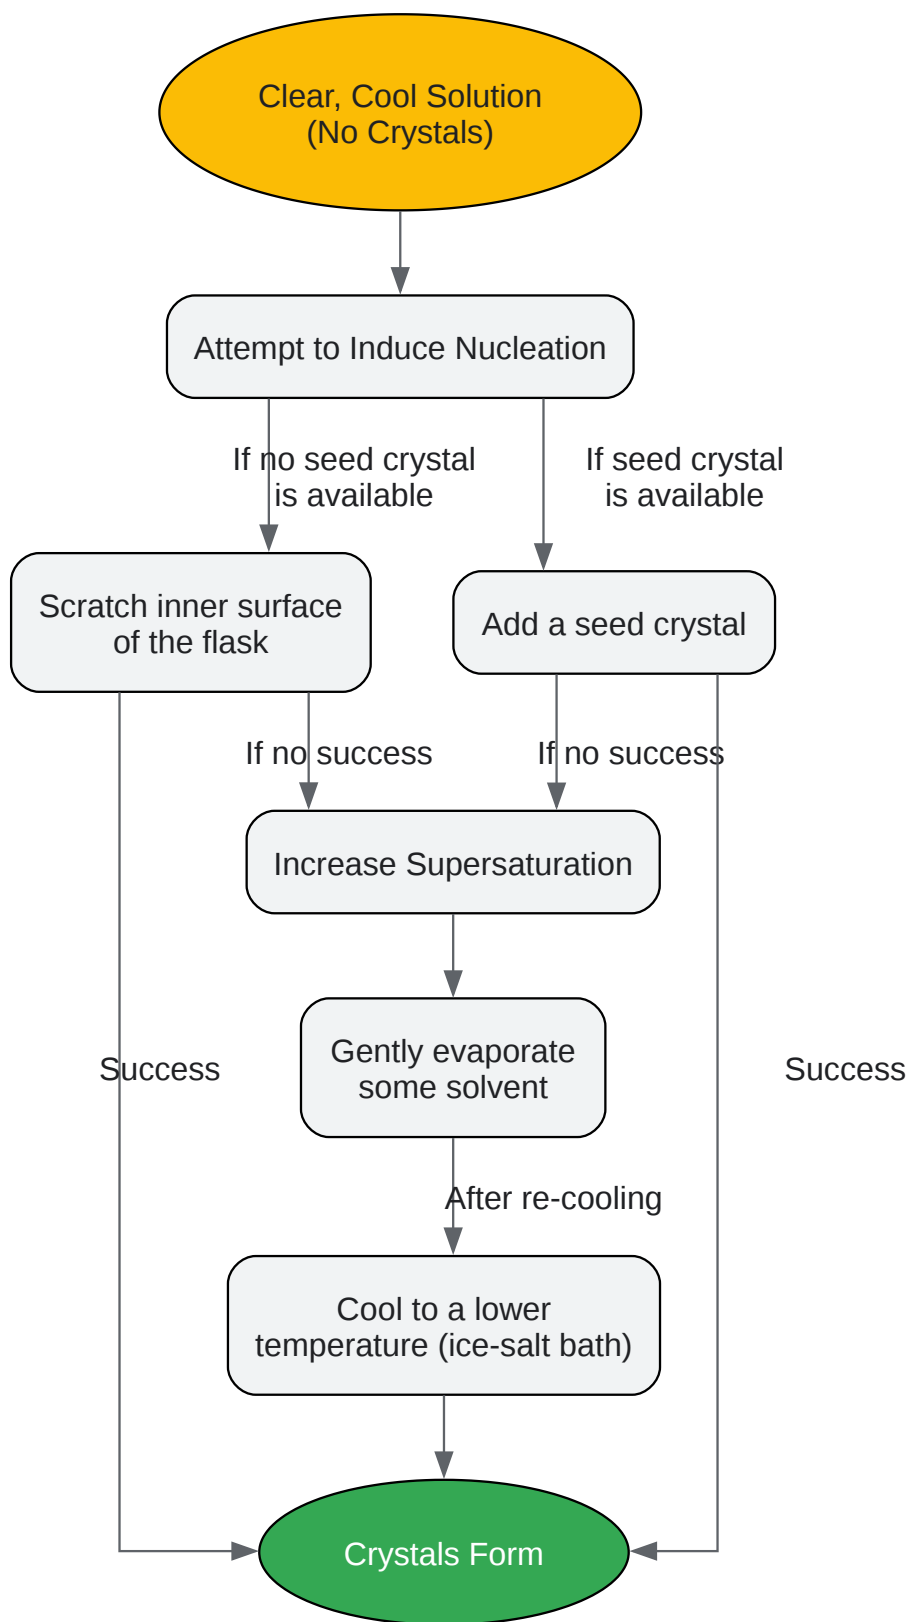 Clear, Cool Solution
(No Crystals)
Attempt to Induce Nucleation
If no seed crystal
is available
If seed crystal
is available
Scratch inner surface
of the flask
Add a seed crystal
If no success
If no success
Increase Supersaturation
Gently evaporate
some solvent
Success
Success
After re-cooling
Cool to a lower
temperature (ice-salt bath)
Crystals Form